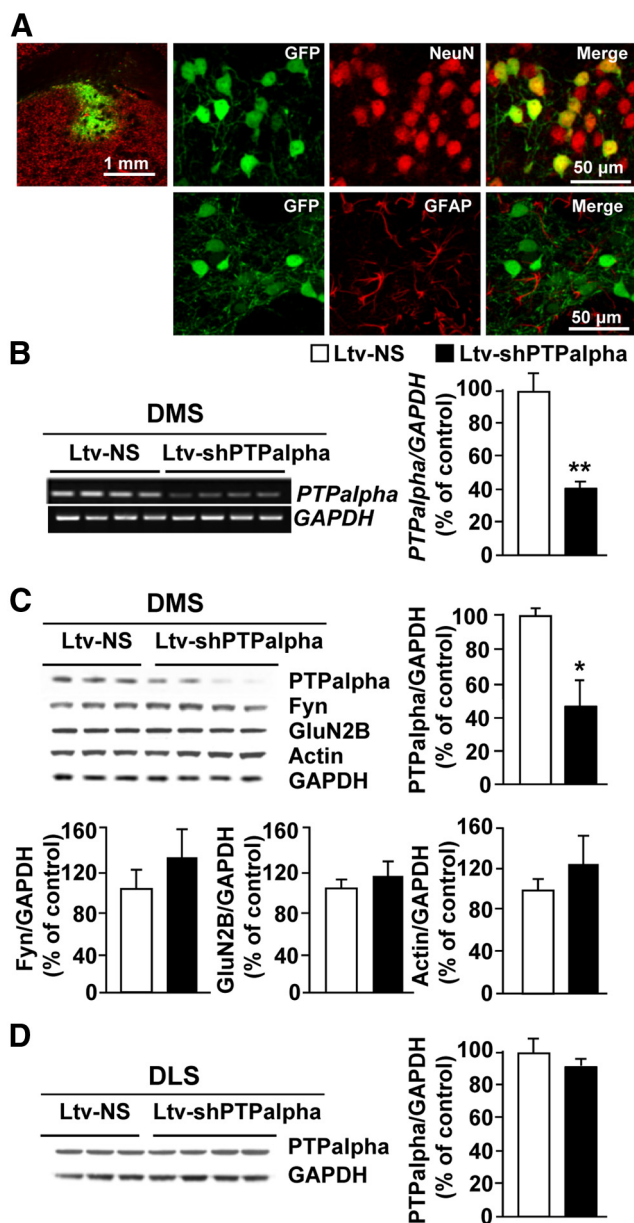 A
GFP NeuN Merge
1 mm 50 µm
GFP GFAP Merge
50 µm
Ltv-NS Ltv-shPTPalpha
B
DMS
Ltv-NS Ltv-shPTPalpha
PTPalpha
GAPDH
PTPalpha/GAPDH
(% of control)
100
80
60
40
20
0
**
C
DMS
Ltv-NS Ltv-shPTPalpha
PTPalpha
Fyn
GluN2B
Actin
GAPDH
PTPalpha/GAPDH
(% of control)
100
80
60
40
20
0
*
Fyn/GAPDH
(% of control)
160
120
80
40
0
GluN2B/GAPDH
(% of control)
160
120
80
40
0
Actin/GAPDH
(% of control)
160
120
80
40
0
D
DLS
Ltv-NS Ltv-shPTPalpha
PTPalpha
GAPDH
PTPalpha/GAPDH
(% of control)
100
80
60
40
20
0